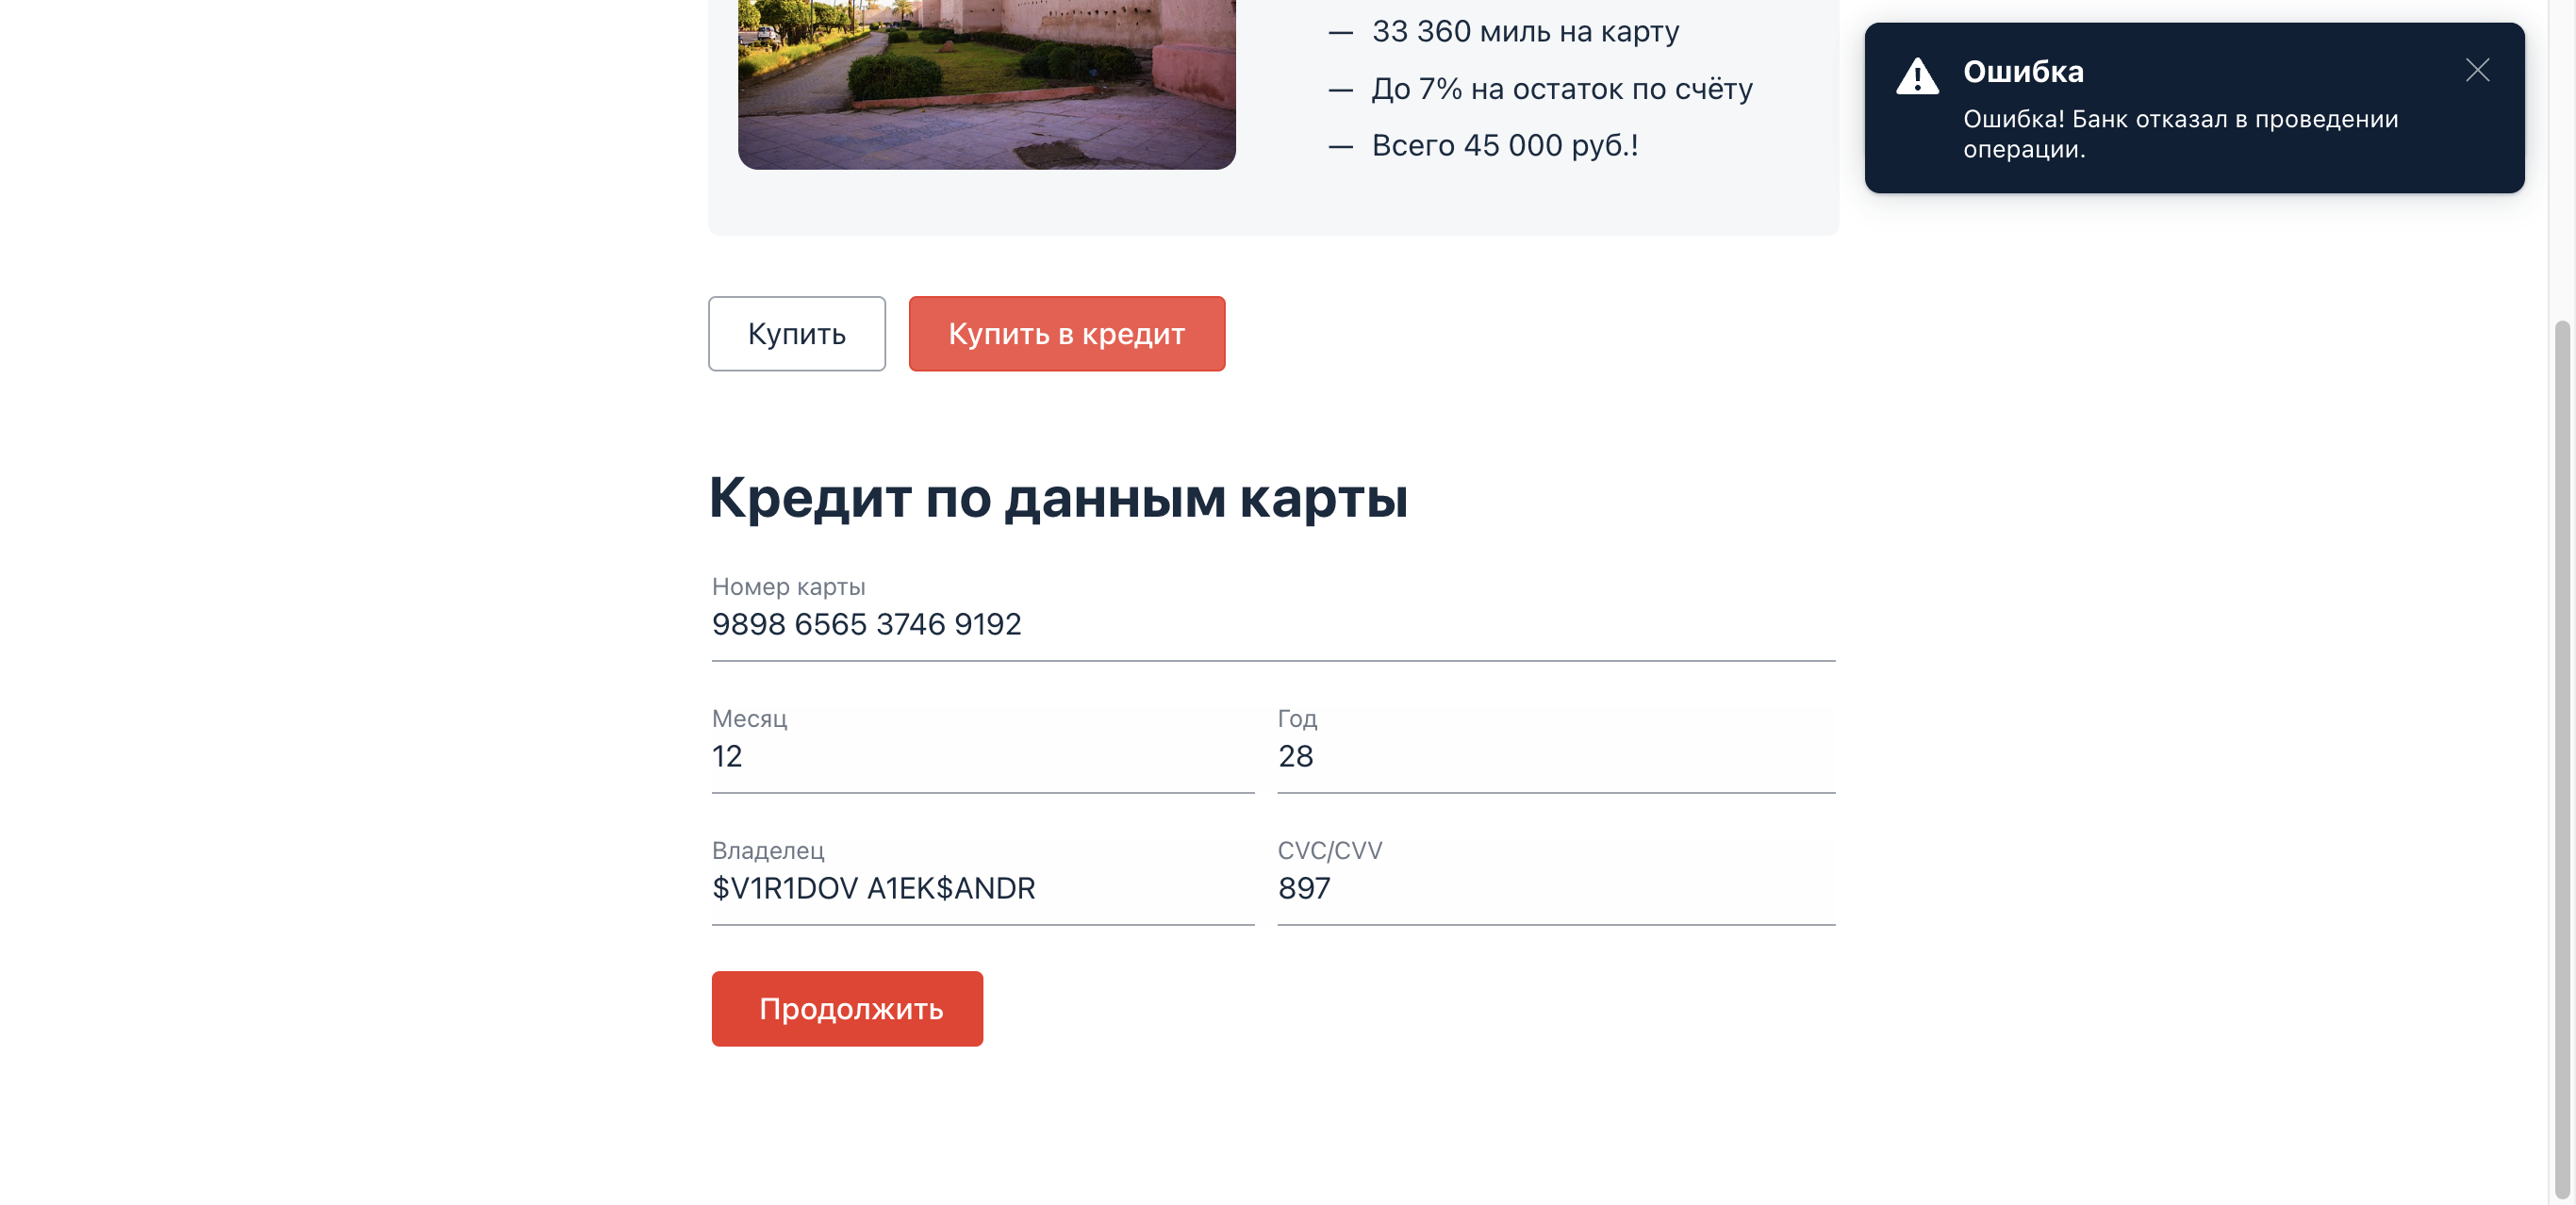 — 33 360 миль на карту
— До 7% на остаток по счёту
— Всего 45 000 руб.!
Ошибка
Ошибка! Банк отказал в проведении
операции.
Купить
Купить в кредит
Кредит по данным карты
Номер карты
9898 6565 3746 9192
Месяц
12
Год
28
Владелец
$V1R1DOV A1EK$ANDR
CVC/CVV
897
Продолжить